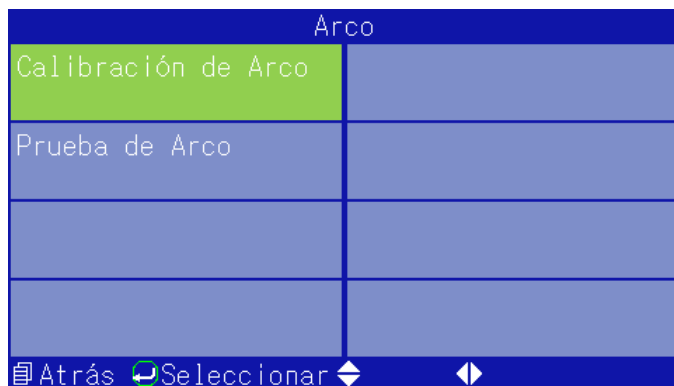 Arco
Calibración de Arco
Prueba de Arco
Atrás Seleccionar